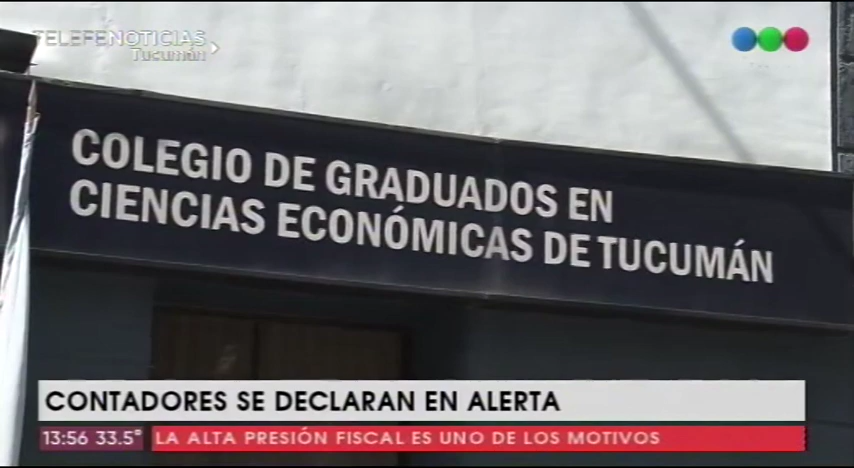 TELEFENOTICIAS
Tucumán
COLEGIO DE GRADUADOS EN
CIENCIAS ECONÓMICAS DE TUCUMÁN
CONTADORES SE DECLARAN EN ALERTA
13:56 33.5° LA ALTA PRESIÓN FISCAL ES UNO DE LOS MOTIVOS